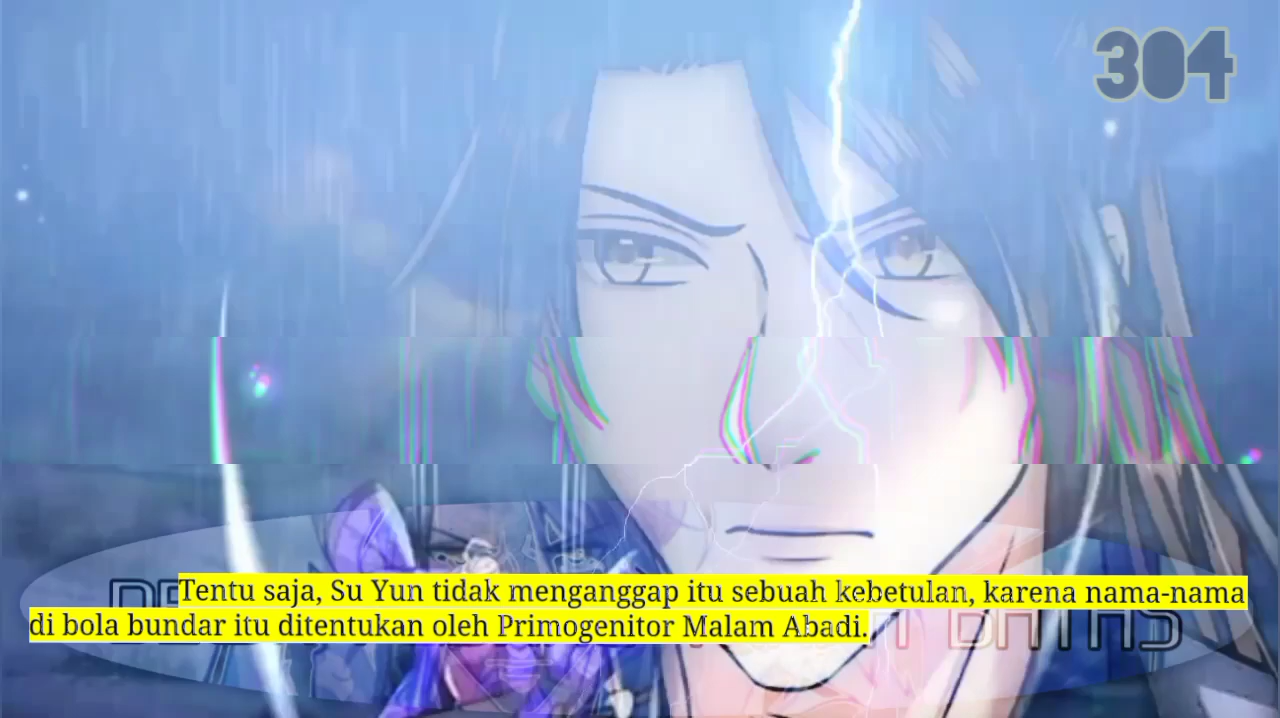 304
Tentu saja, Su Yun tidak menganggap itu sebuah kebetulan, karena nama-nama
di bola bundar itu ditentukan oleh Primogenitor Malam Abadi.
BATAS